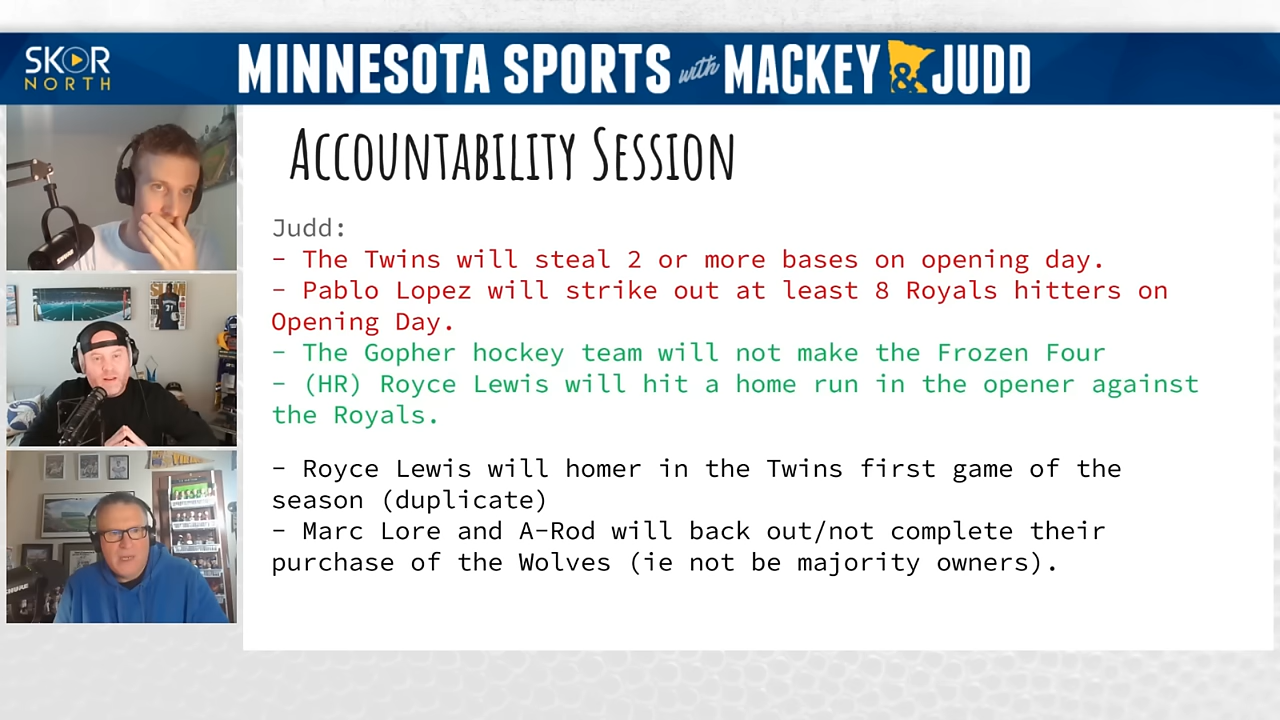 SKOR
NORTH
MINNESOTA SPORTS with MACKEY & JUDD
Accountability Session
Judd:
- The Twins will steal 2 or more bases on opening day.
- Pablo Lopez will strike out at least 8 Royals hitters on
Opening Day.
- The Gopher hockey team will not make the Frozen Four
- (HR) Royce Lewis will hit a home run in the opener against
the Royals.
- Royce Lewis will homer in the Twins first game of the
season (duplicate)
- Marc Lore and A-Rod will back out/not complete their
purchase of the Wolves (ie not be majority owners).
SHURE
SLAM